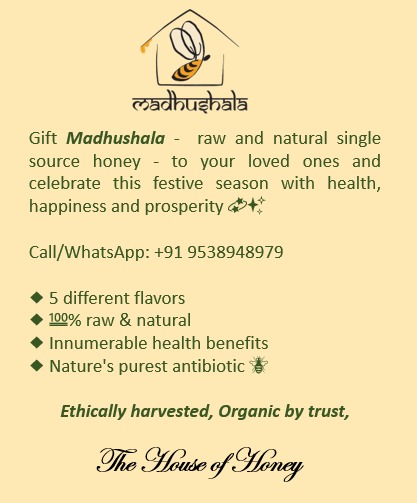 madhushala
Gift Madhushala - raw and natural single
source honey - to your loved ones and
celebrate this festive season with health,
happiness and prosperity 💫✨
Call/WhatsApp: +91 9538948979
◆ 5 different flavors
◆ 💯% raw & natural
◆ Innumerable health benefits
◆ Nature's purest antibiotic 🐝
Ethically harvested, Organic by trust,
The House of Honey